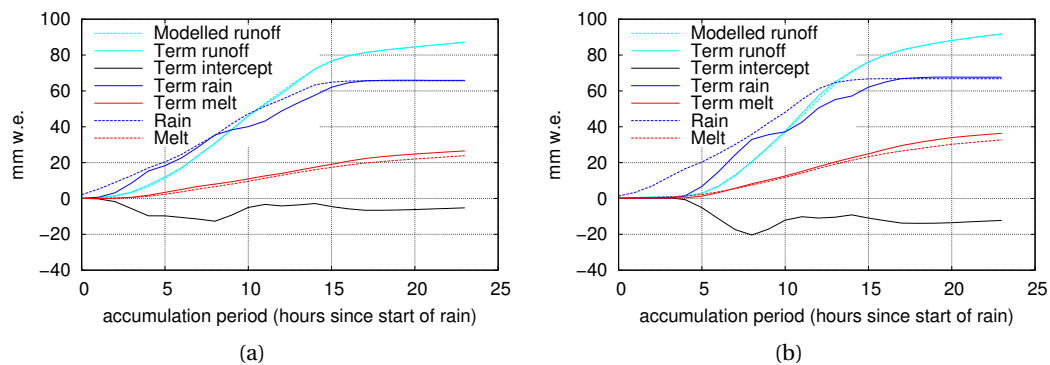 100
80
60
40
20
0
−20
−40
mm w.e.
Modelled runoff
Term runoff
Term intercept
Term rain
Term melt
Rain
Melt
0 5 10 15 20 25
accumulation period (hours since start of rain)
(a)
100
80
60
40
20
0
−20
−40
mm w.e.
Modelled runoff
Term runoff
Term intercept
Term rain
Term melt
Rain
Melt
0 5 10 15 20 25
accumulation period (hours since start of rain)
(b)